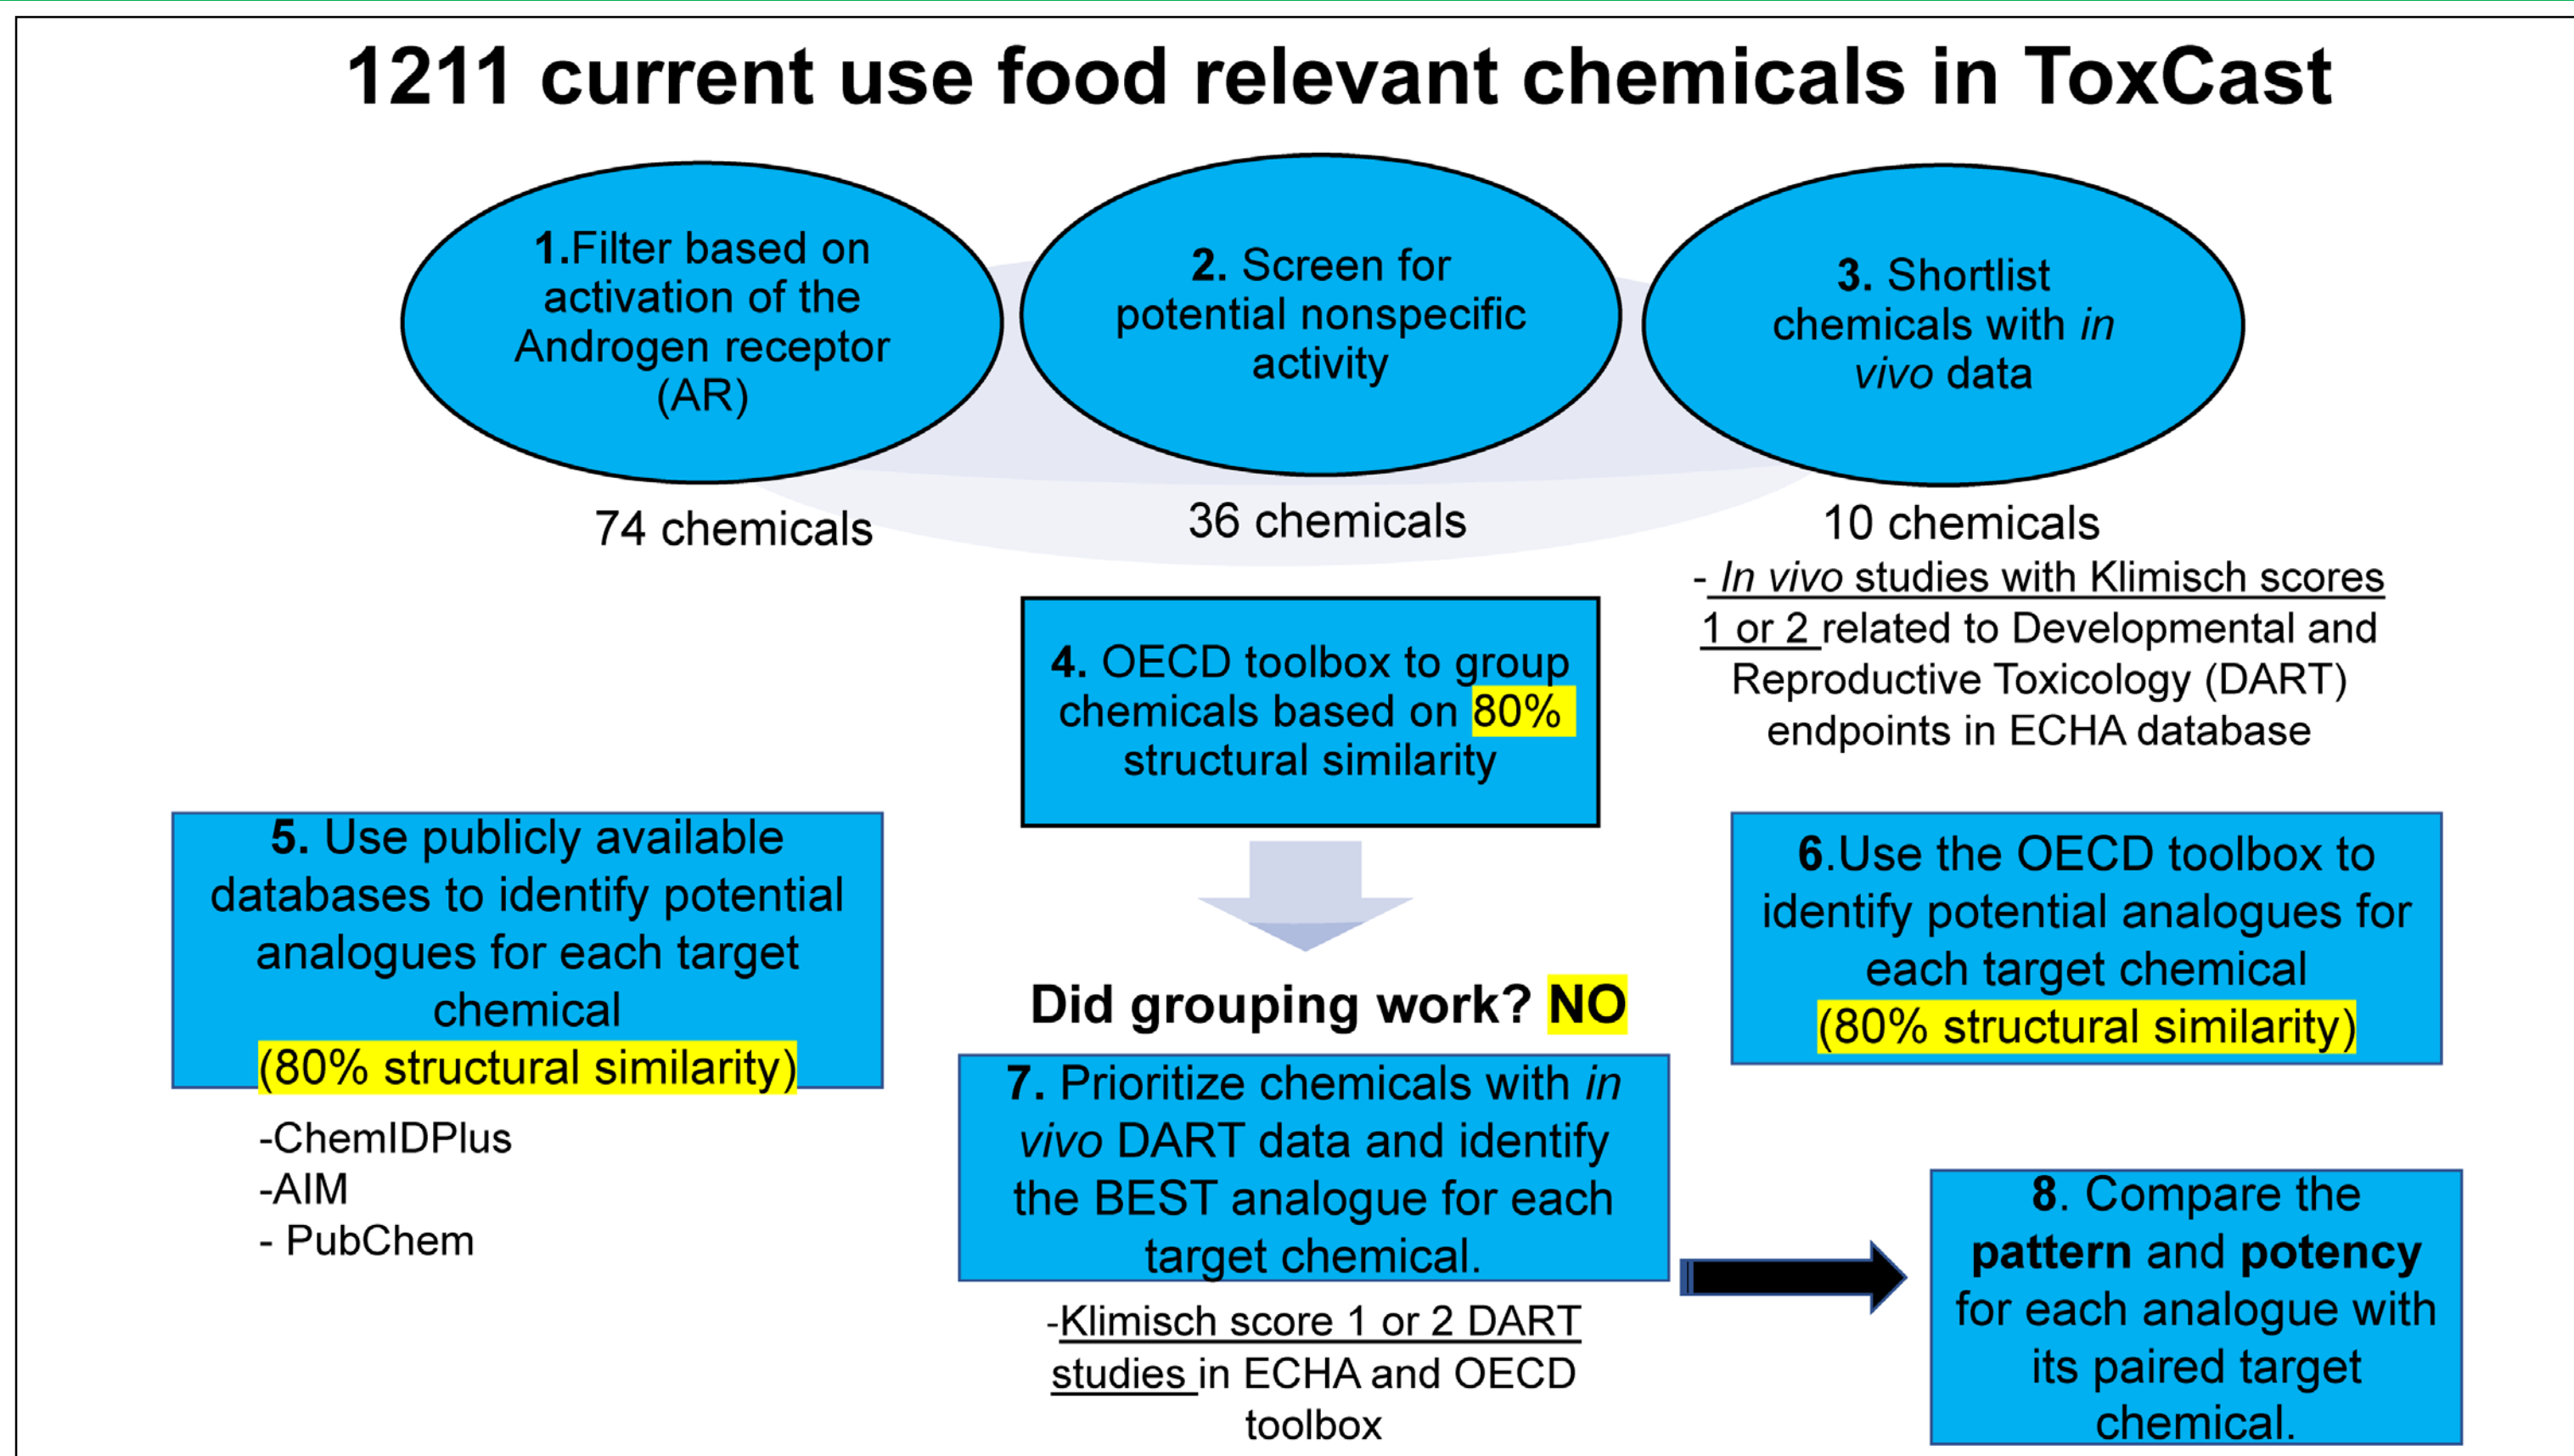 1211 current use food relevant chemicals in ToxCast
1.Filter based on
activation of the
Androgen receptor
(AR)
74 chemicals
2. Screen for
potential nonspecific
activity
36 chemicals
3. Shortlist
chemicals with in
vivo data
10 chemicals
- In vivo studies with Klimisch scores
1 or 2 related to Developmental and
Reproductive Toxicology (DART)
endpoints in ECHA database
4. OECD toolbox to group
chemicals based on 80%
structural similarity
Did grouping work? NO
5. Use publicly available
databases to identify potential
analogues for each target
chemical
(80% structural similarity)
-ChemIDPlus
-AIM
- PubChem
6.Use the OECD toolbox to
identify potential analogues for
each target chemical
(80% structural similarity)
7. Prioritize chemicals with in
vivo DART data and identify
the BEST analogue for each
target chemical.
-Klimisch score 1 or 2 DART
studies in ECHA and OECD
toolbox
8. Compare the
pattern and potency
for each analogue with
its paired target
chemical.